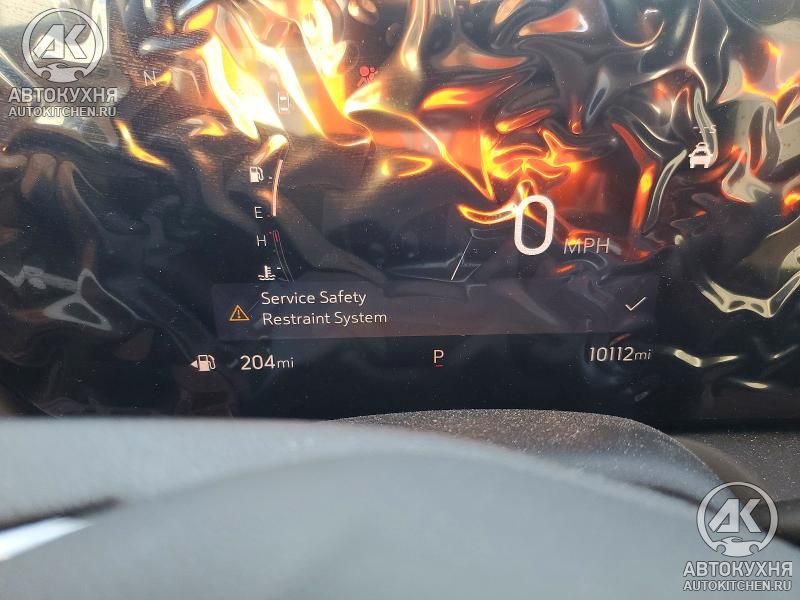 АК
АВТОКУХНЯ
AUTOKITCHEN.RU
N
E
H
0 MPH
Service Safety
Restraint System
204mi
P
10112mi
АК
АВТОКУХНЯ
AUTOKITCHEN.RU